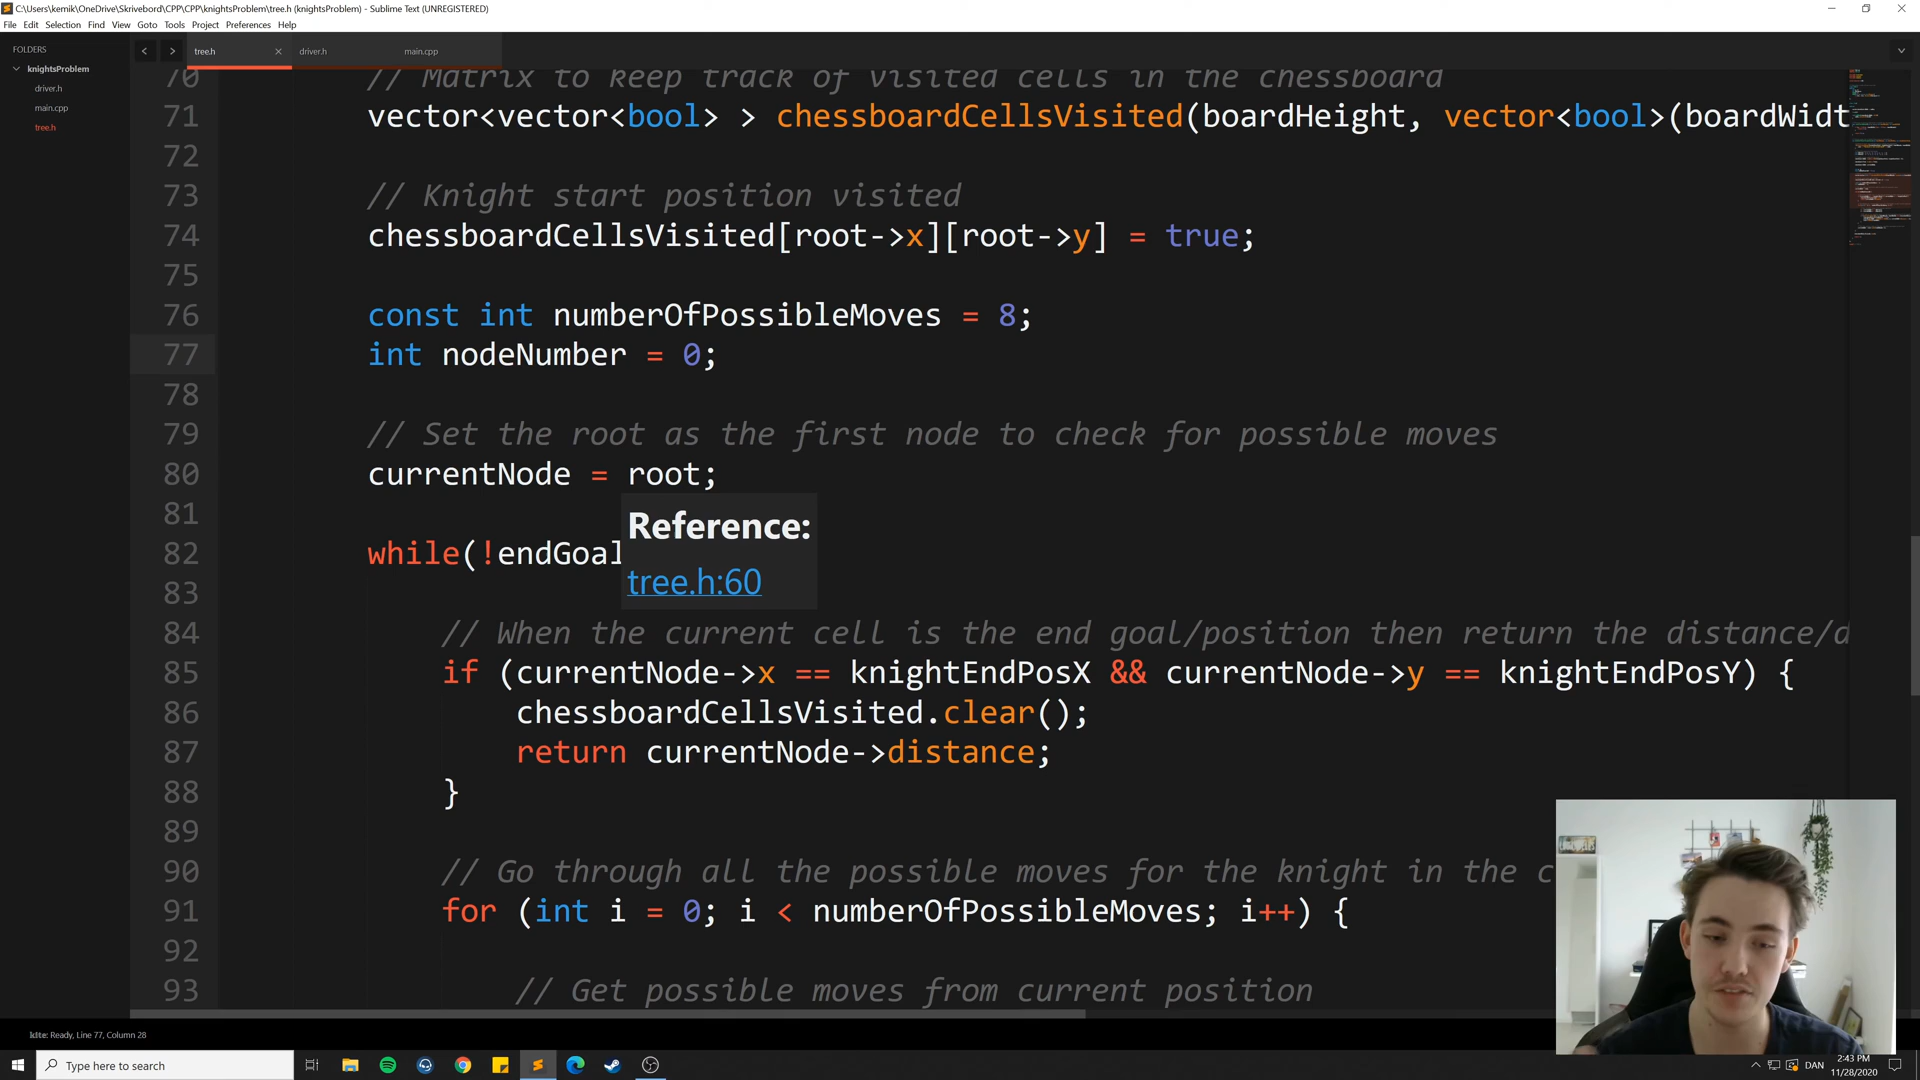 C:\Users\kemik\OneDrive\Skrivebord\CPP\CPP\knightsProblem\tree.h (knightsProblem) - Sublime Text (UNREGISTERED)
File Edit Selection Find View Goto Tools Project Preferences Help
FOLDERS
knightsProblem
driver.h
main.cpp
tree.h
tree.h driver.h main.cpp
70 // Matrix to keep track of visited cells in the chessboard
71 vector<vector<bool> > chessboardCellsVisited(boardHeight, vector<bool>(boardWidt
72
73 // Knight start position visited
74 chessboardCellsVisited[root->x][root->y] = true;
75
76 const int numberOfPossibleMoves = 8;
77 int nodeNumber = 0;
78
79 // Set the root as the first node to check for possible moves
80 currentNode = root;
81
Reference:
82 while(!endGoal
tree.h:60
83
84 // When the current cell is the end goal/position then return the distance/d
85 if (currentNode->x == knightEndPosX && currentNode->y == knightEndPosY) {
86 chessboardCellsVisited.clear();
87 return currentNode->distance;
88 }
89
90 // Go through all the possible moves for the knight in the c
91 for (int i = 0; i < numberOfPossibleMoves; i++) {
92
93 // Get possible moves from current position
Ready, Line 77, Column 28
Type here to search
DAN
2:43 PM
11/28/2020